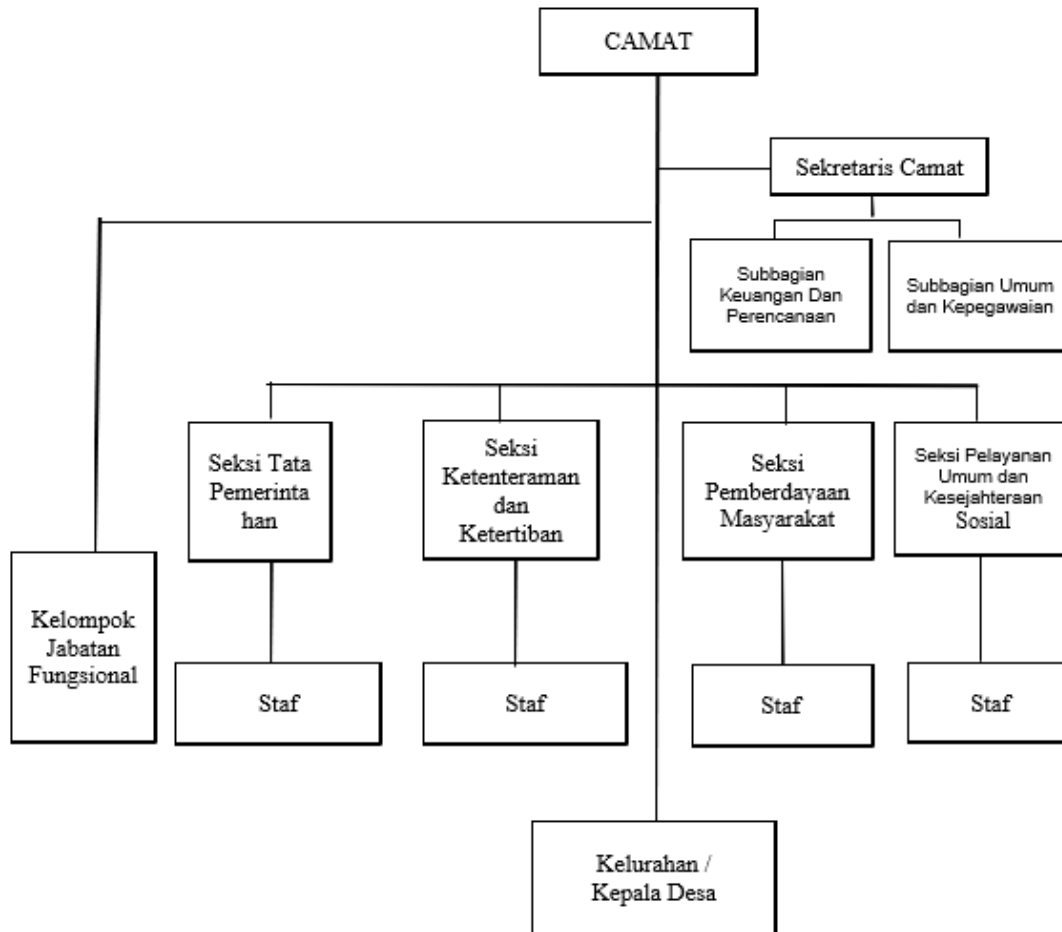 CAMAT
Sekretaris Camat
Subbagian
Keuangan Dan
Perencanaan
Subbagian Umum
dan Kepegawaian
Seksi Tata
Pemerinta
han
Seksi
Ketenteraman
dan
Ketertiban
Seksi
Pemberdayaan
Masyarakat
Seksi Pelayanan
Umum dan
Kesejahteraan
Sosial
Kelompok
Jabatan
Fungsional
Staf
Staf
Staf
Staf
Kelurahan /
Kepala Desa